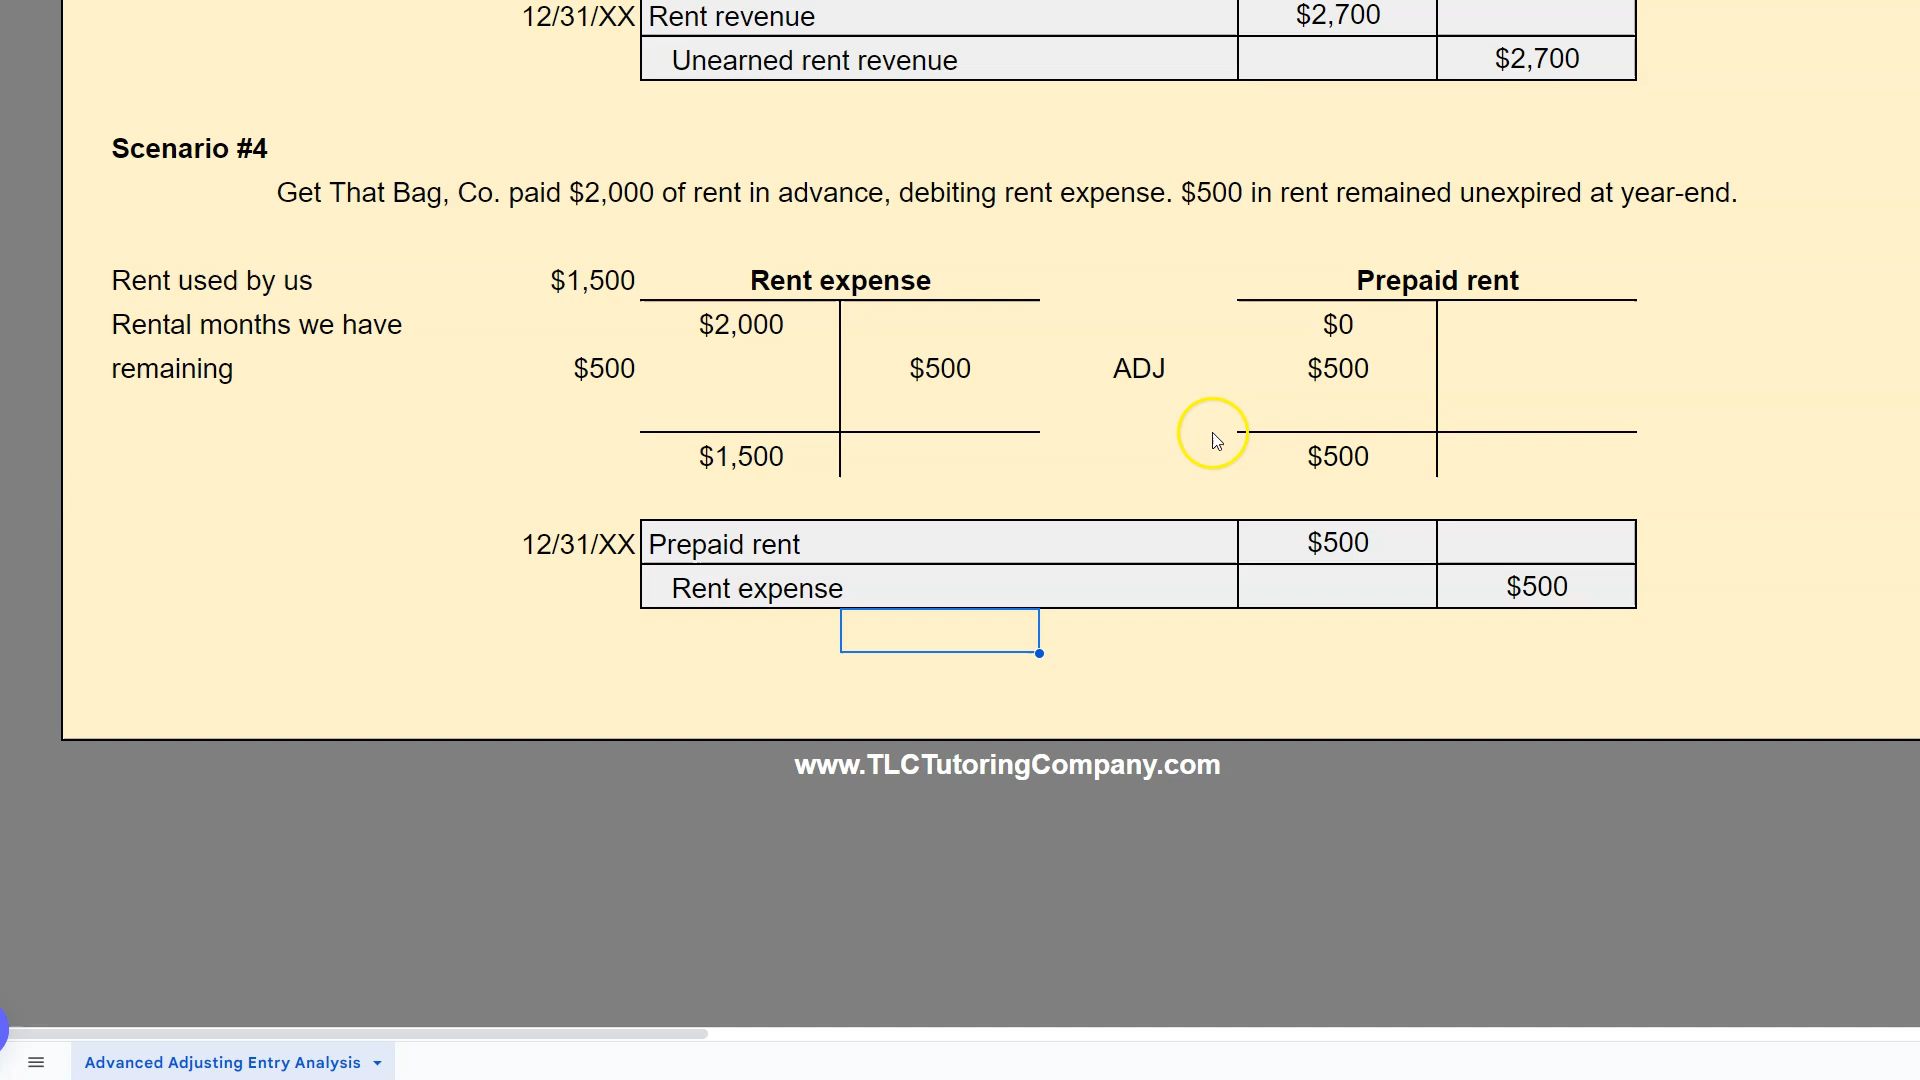 12/31/XX Rent revenue $2,700
Unearned rent revenue $2,700
Scenario #4
Get That Bag, Co. paid $2,000 of rent in advance, debiting rent expense. $500 in rent remained unexpired at year-end.
Rent used by us $1,500 Rent expense Prepaid rent
Rental months we have $2,000 $0
remaining $500 $500 ADJ $500
$1,500 $500
12/31/XX Prepaid rent $500
Rent expense $500
www.TLCTutoringCompany.com
Advanced Adjusting Entry Analysis